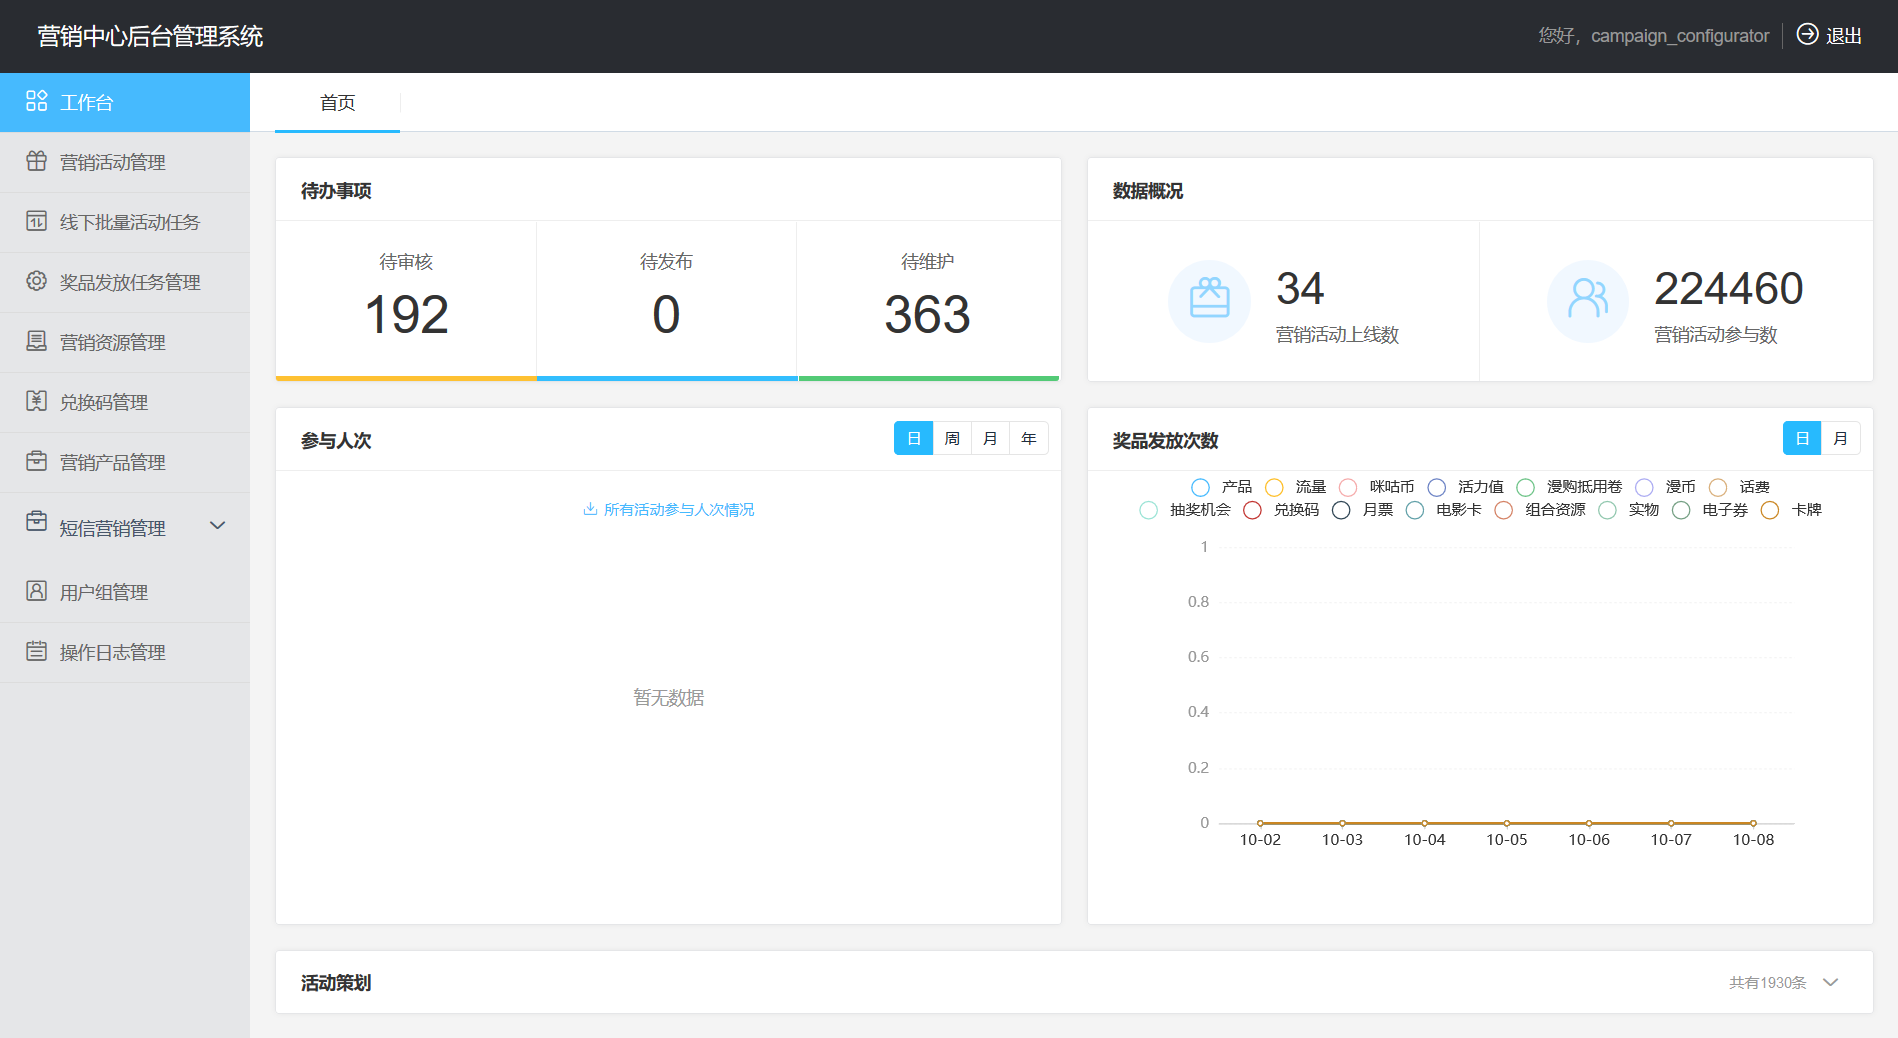 营销中心后台管理系统
您好，campaign_configurator 退出
工作台
营销活动管理
线下批量活动任务
奖品发放任务管理
营销资源管理
兑换码管理
营销产品管理
短信营销管理
用户组管理
操作日志管理
首页
待办事项
待审核 待发布 待维护
192 0 363
数据概况
34 224460
营销活动上线数 营销活动参与数
参与人次 日 周 月 年
所有活动参与人次情况
暂无数据
奖品发放次数 日 月
产品 流量 咪咕币 活力值 漫购抵用卷 漫币 话费
抽奖机会 兑换码 月票 电影卡 组合资源 实物 电子券 卡牌
1
0.8
0.6
0.4
0.2
0
10-02 10-03 10-04 10-05 10-06 10-07 10-08
活动策划 共有1930条